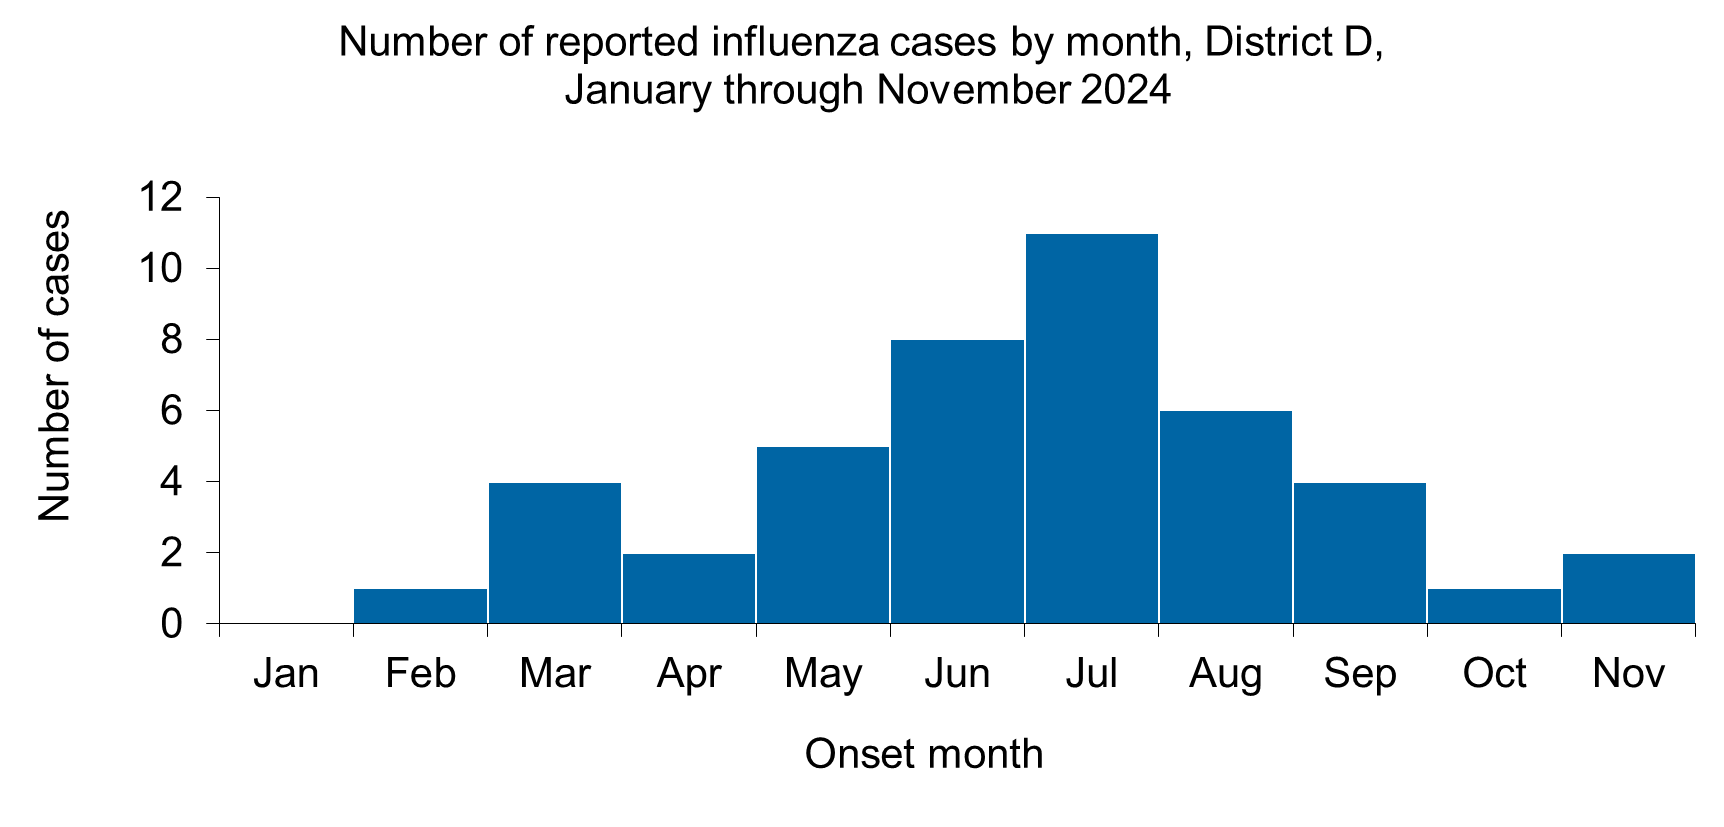 Number of reported influenza cases by month, District D,
January through November 2024
Number of cases
12
10
8
6
4
2
0
Jan Feb Mar Apr May Jun Jul Aug Sep Oct Nov
Onset month